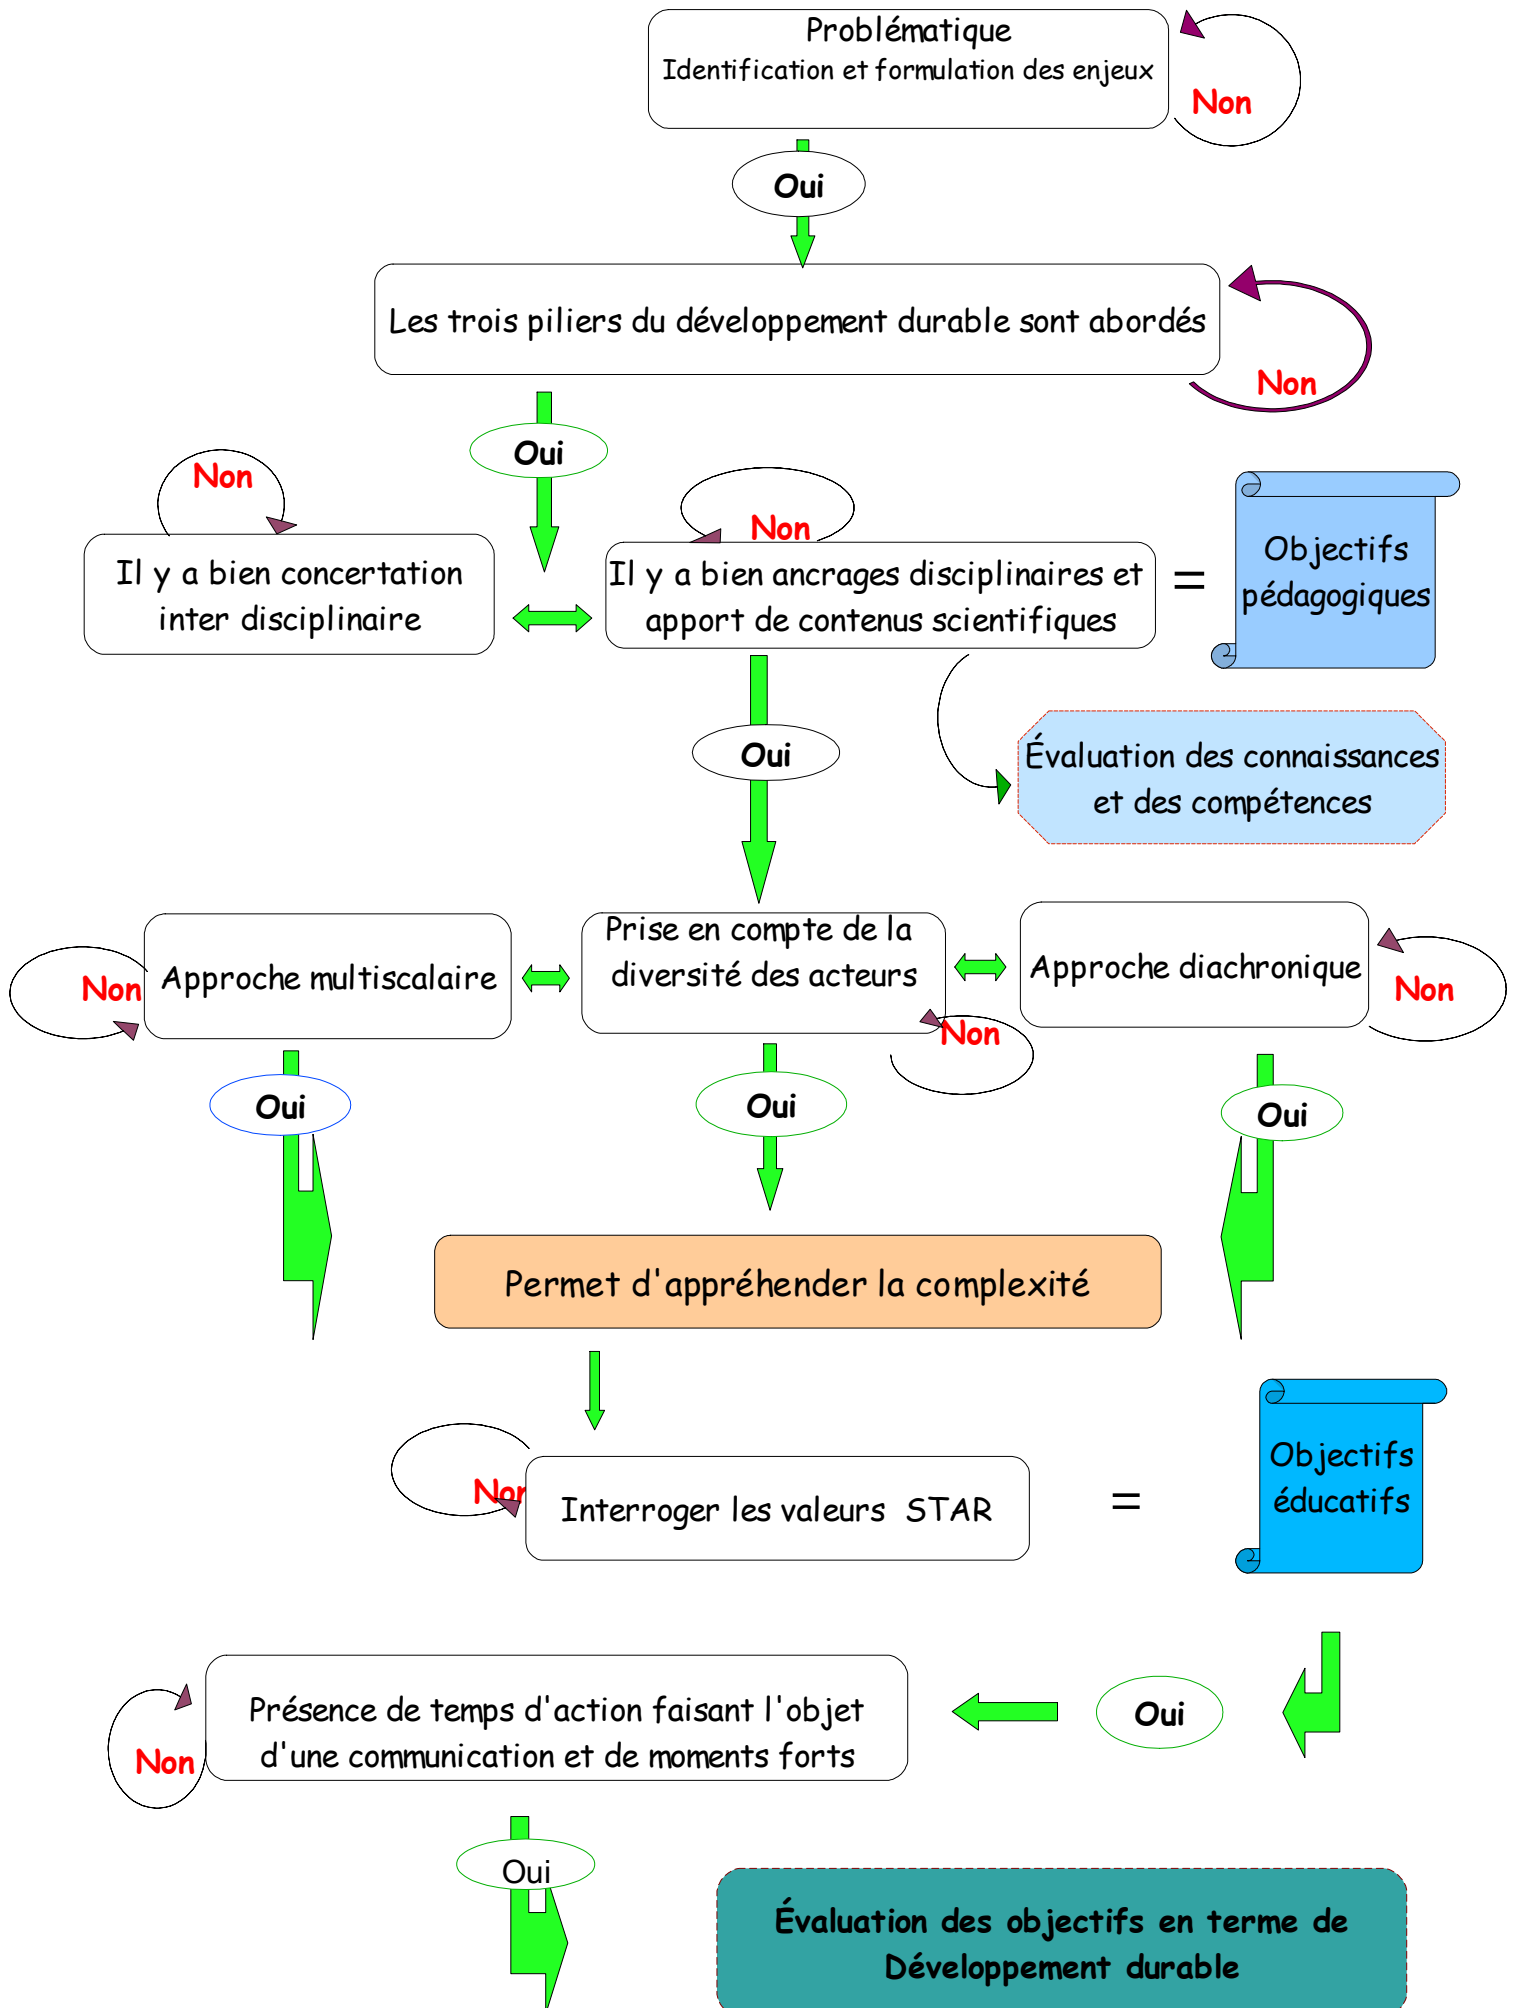 Problématique
Identification et formulation des enjeux
Non
Oui
Les trois piliers du développement durable sont abordés
Non
Oui
Non
Non
Il y a bien concertation
inter disciplinaire
Il y a bien ancrages disciplinaires et
apport de contenus scientifiques
=
Objectifs
pédagogiques
Oui
Évaluation des connaissances
et des compétences
Non
Approche multiscalaire
Prise en compte de la
diversité des acteurs
Non
Approche diachronique
Non
Oui
Oui
Oui
Permet d'appréhender la complexité
Non
Interroger les valeurs STAR
=
Objectifs
éducatifs
Présence de temps d'action faisant l'objet
d'une communication et de moments forts
Non
Oui
Oui
Évaluation des objectifs en terme de
Développement durable